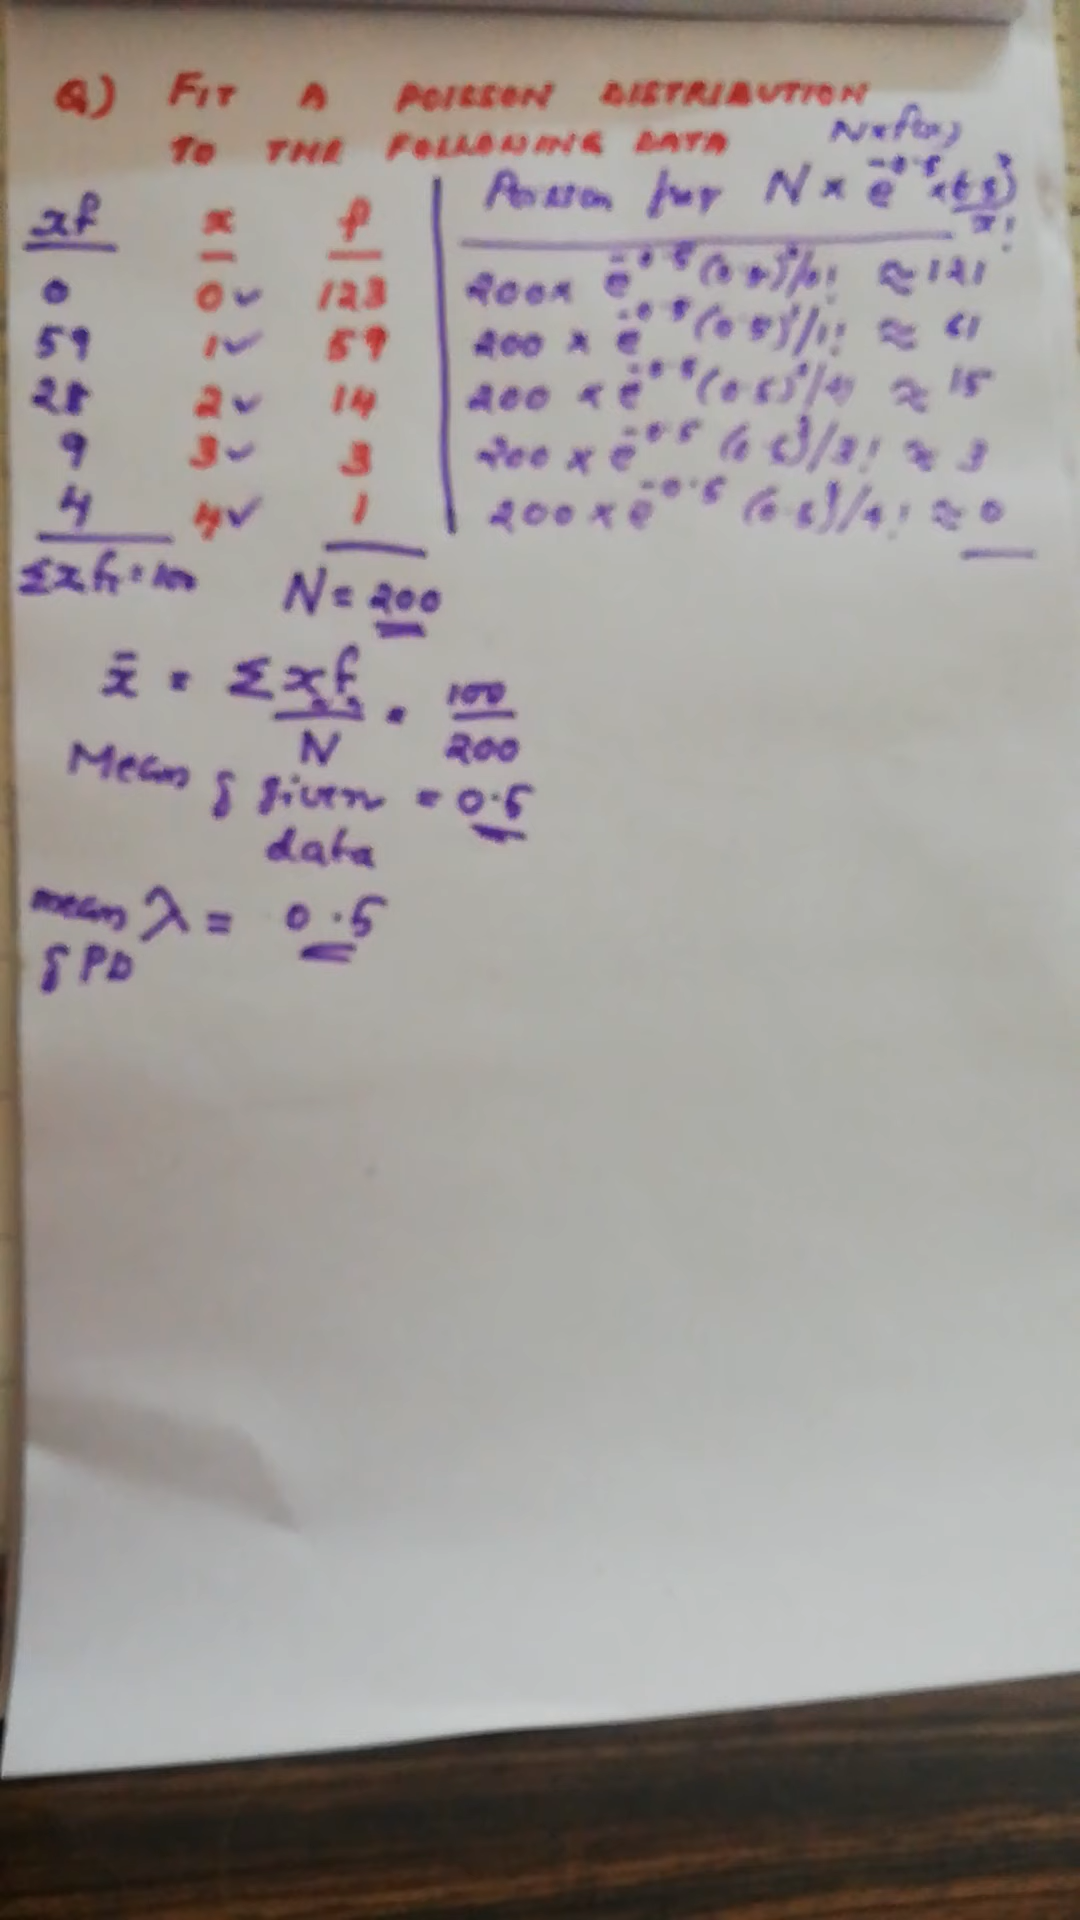 Q) FIT A POISSON DISTRIBUTION
TO THE FOLLOWING DATA N×f(x)
xf x f Poisson N × e^-0.5 × (0.5)^x/x!
0 0✓ 123 200 × e^-0.5 (0.5)^0/0! ≈ 121
59 1✓ 59 200 × e^-0.5 (0.5)^1/1! ≈ 61
28 2✓ 14 200 × e^-0.5 (0.5)^2/ ≈ 15
9 3✓ 3 200 × e^-0.5 (0.5)^3/3! ≈ 3
4 4✓ 1 200 × e^-0.5 (0.5)^4/4! ≈ 0
Σxf = 100 N = 200
x̄ = Σxf/N = 100/200
Mean of given = 0.5
data
mean λ = 0.5
of PD